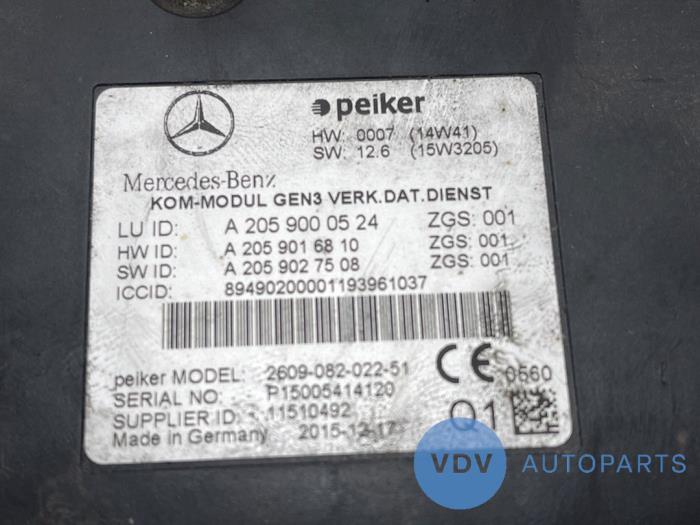 peiker
HW: 0007 (14W41)
SW: 12.6 (15W3205)
Mercedes-Benz
KOM-MODUL GEN3 VERK.DAT.DIENST
LU ID: A 205 900 05 24 ZGS: 001
HW ID: A 205 901 68 10 ZGS: 001
SW ID: A 205 902 75 08 ZGS: 001
ICCID: 89490200001193961037
peiker MODEL: 2609-082-022-51
SERIAL NO: P15005414120
CE 0560
SUPPLIER ID: 11510492
Made in Germany 2015-12-17
Q1
VDV AUTOPARTS